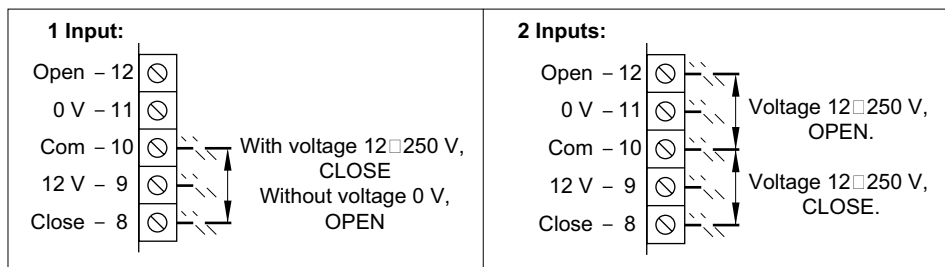 1 Input:
Open – 12
0 V – 11
Com – 10
12 V – 9
Close – 8
With voltage 12□250 V,
CLOSE
Without voltage 0 V,
OPEN
2 Inputs:
Open – 12
0 V – 11
Com – 10
12 V – 9
Close – 8
Voltage 12□250 V,
OPEN.
Voltage 12□250 V,
CLOSE.